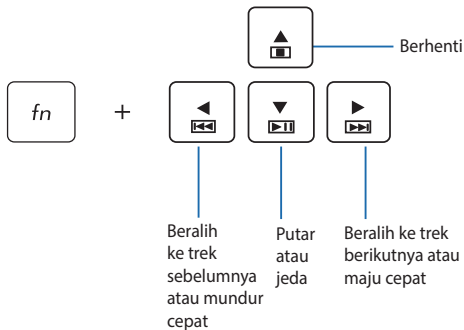 Berhenti
fn
+
Beralih
ke trek
sebelumnya
atau mundur
cepat
Putar
atau
jeda
Beralih ke trek
berikutnya atau
maju cepat